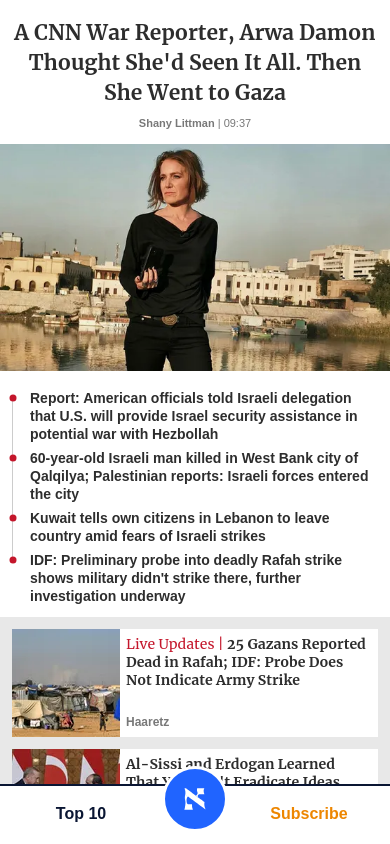 A CNN War Reporter, Arwa Damon
Thought She'd Seen It All. Then
She Went to Gaza
Shany Littman | 09:37
Report: American officials told Israeli delegation
that U.S. will provide Israel security assistance in
potential war with Hezbollah
60-year-old Israeli man killed in West Bank city of
Qalqilya; Palestinian reports: Israeli forces entered
the city
Kuwait tells own citizens in Lebanon to leave
country amid fears of Israeli strikes
IDF: Preliminary probe into deadly Rafah strike
shows military didn't strike there, further
investigation underway
Live Updates | 25 Gazans Reported
Dead in Rafah; IDF: Probe Does
Not Indicate Army Strike
Haaretz
Al-Sissi and Erdogan Learned
Eradicate Ideas
Top 10
Subscribe